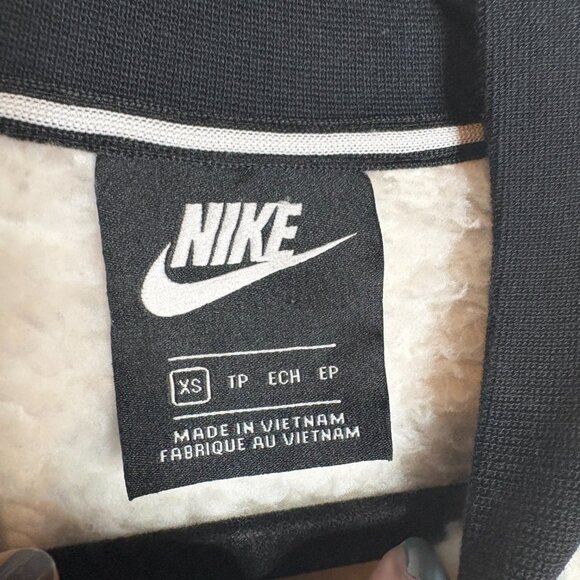 NIKE
XS TP ECH EP
MADE IN VIETNAM
FABRIQUE AU VIETNAM